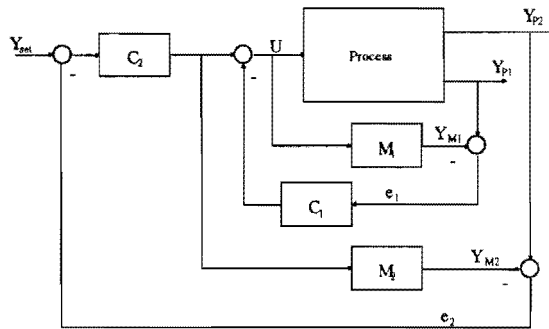 Y_P2
Y_set
C_2
U
Process
-
-
Y_P1
M_1
Y_M1
-
C_1
e_1
M_2
Y_M2
-
e_2